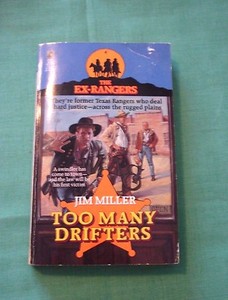 THE
EX-RANGERS
They're former Texas Rangers who deal
hard justice—across the rugged plains
A swindler has
come to town—
and the law will be
his first victim
JIM MILLER
TOO MANY
DRIFTERS